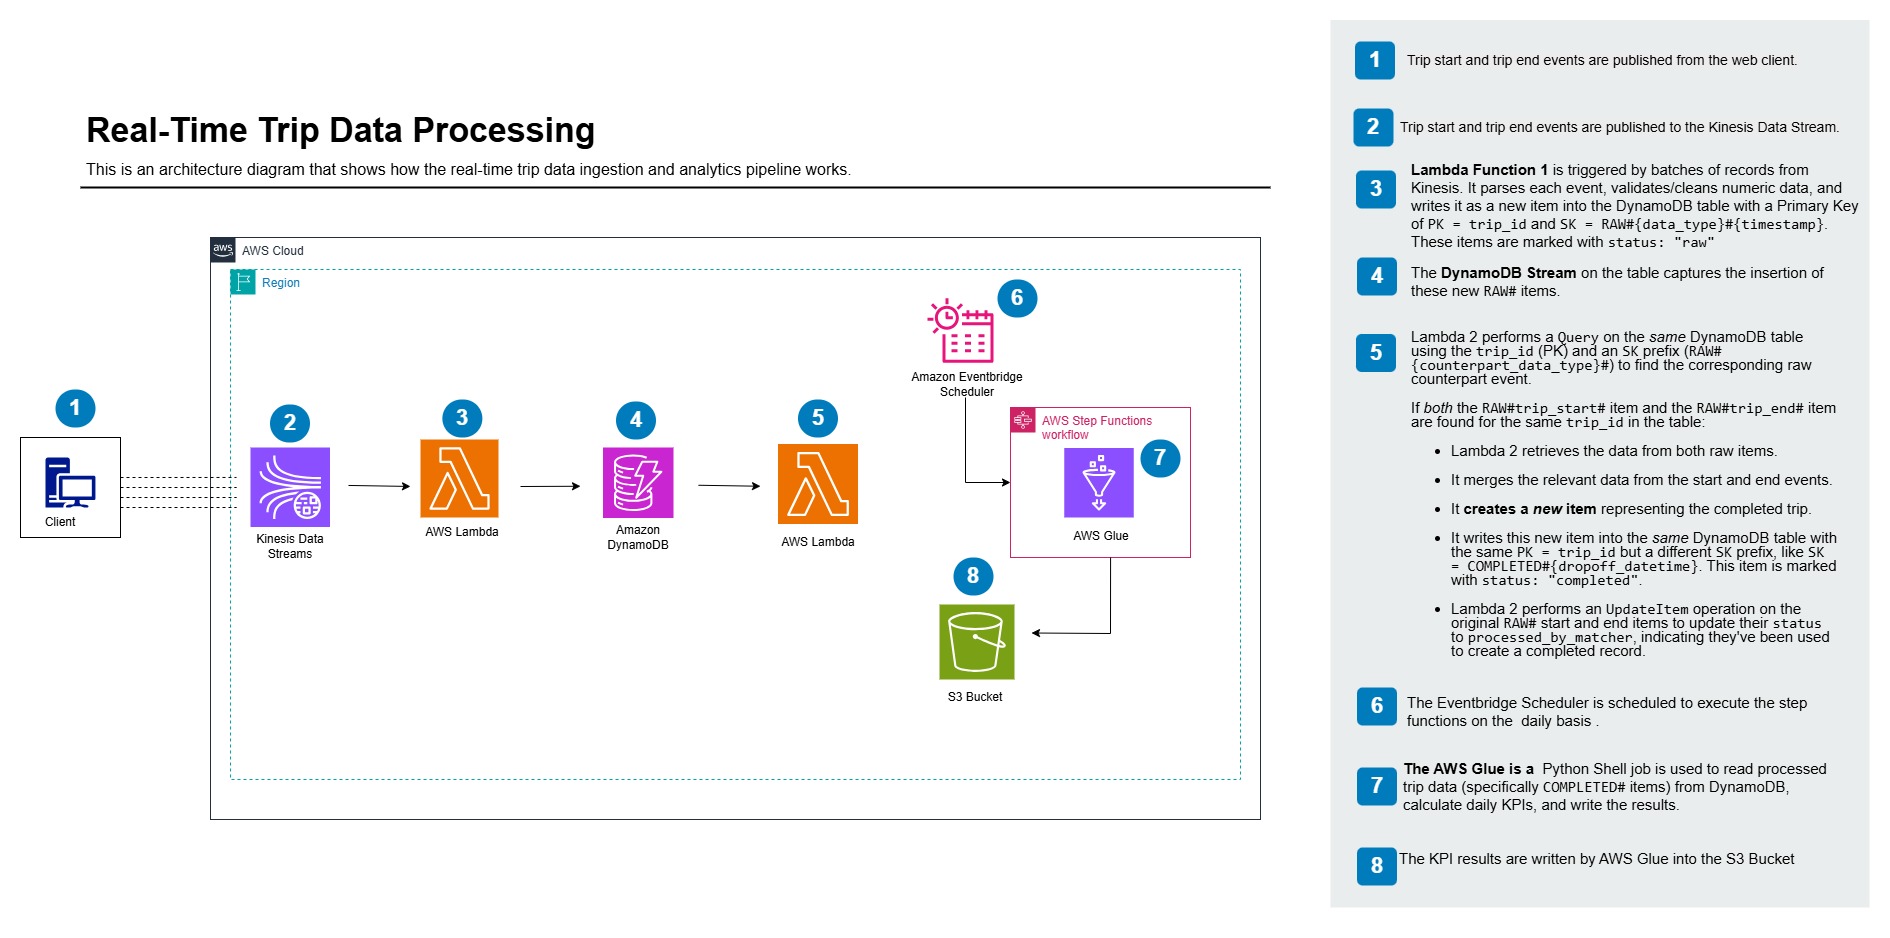 Real-Time Trip Data Processing
This is an architecture diagram that shows how the real-time trip data ingestion and analytics pipeline works.
aws
AWS Cloud
Region
1
Client
2
Kinesis Data
Streams
3
AWS Lambda
4
Amazon
DynamoDB
5
AWS Lambda
6
Amazon Eventbridge
Scheduler
AWS Step Functions
workflow
7
AWS Glue
8
S3 Bucket
1
Trip start and trip end events are published from the web client.
2
Trip start and trip end events are published to the Kinesis Data Stream.
3
Lambda Function 1 is triggered by batches of records from
Kinesis. It parses each event, validates/cleans numeric data, and
writes it as a new item into the DynamoDB table with a Primary Key
of PK = trip_id and SK = RAW#{data_type}#{timestamp}.
These items are marked with status: "raw"
4
The DynamoDB Stream on the table captures the insertion of
these new RAW# items.
5
Lambda 2 performs a Query on the same DynamoDB table
using the trip_id (PK) and an SK prefix (RAW#
{counterpart_data_type}#) to find the corresponding raw
counterpart event.
If both the RAW#trip_start# item and the RAW#trip_end# item
are found for the same trip_id in the table:
• Lambda 2 retrieves the data from both raw items.
• It merges the relevant data from the start and end events.
• It creates a new item representing the completed trip.
• It writes this new item into the same DynamoDB table with
the same PK = trip_id but a different SK prefix, like SK
= COMPLETED#{dropoff_datetime}. This item is marked
with status: "completed".
• Lambda 2 performs an UpdateItem operation on the
original RAW# start and end items to update their status
to processed_by_matcher, indicating they've been used
to create a completed record.
6
The Eventbridge Scheduler is scheduled to execute the step
functions on the daily basis .
7
The AWS Glue is a Python Shell job is used to read processed
trip data (specifically COMPLETED# items) from DynamoDB,
calculate daily KPIs, and write the results.
8
The KPI results are written by AWS Glue into the S3 Bucket